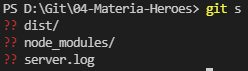 PS D:\Git\04-Materia-Heroes> git s
?? dist/
?? node_modules/
?? server.log